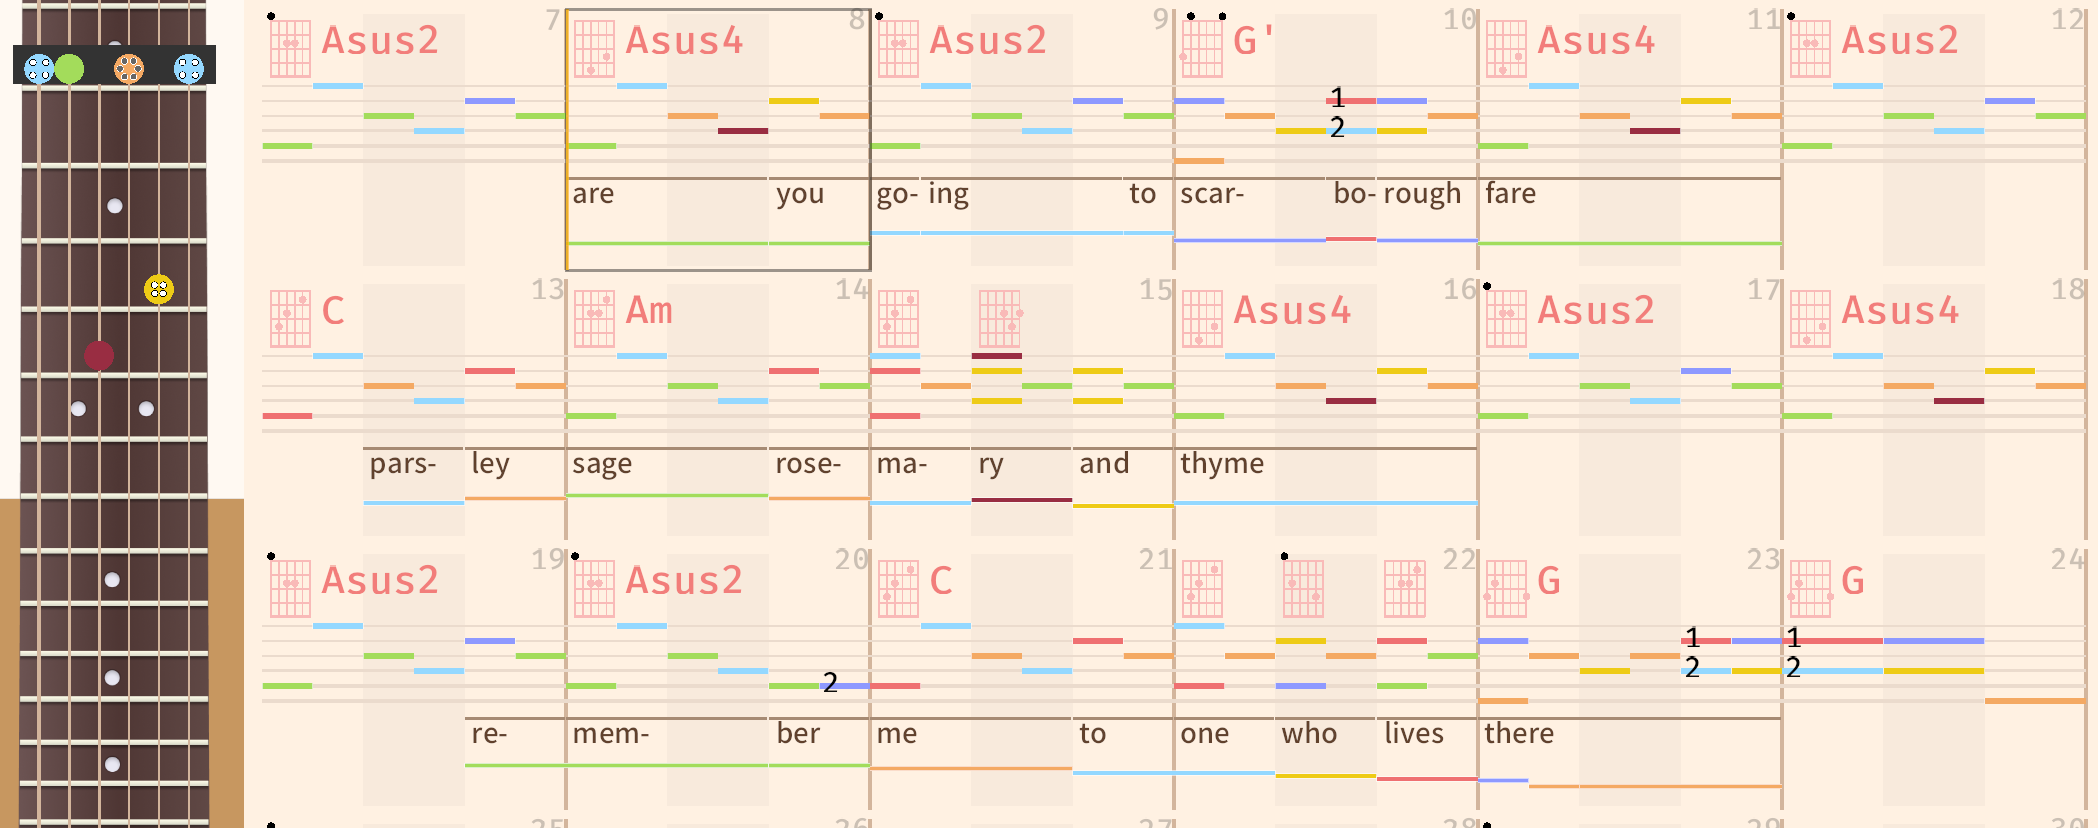 Asus2 7 Asus4 8 Asus2 9 G' 10 Asus4 11 Asus2 12
1
2
are you go- ing to scar- bo- rough fare
C 13 Am 14 15 Asus4 16 Asus2 17 Asus4 18
pars- ley sage rose- ma- ry and thyme
Asus2 19 Asus2 20 C 21 22 G 23 G 24
1 1
2 2 2
re- mem- ber me to one who lives there
25 26 27 28 29 30